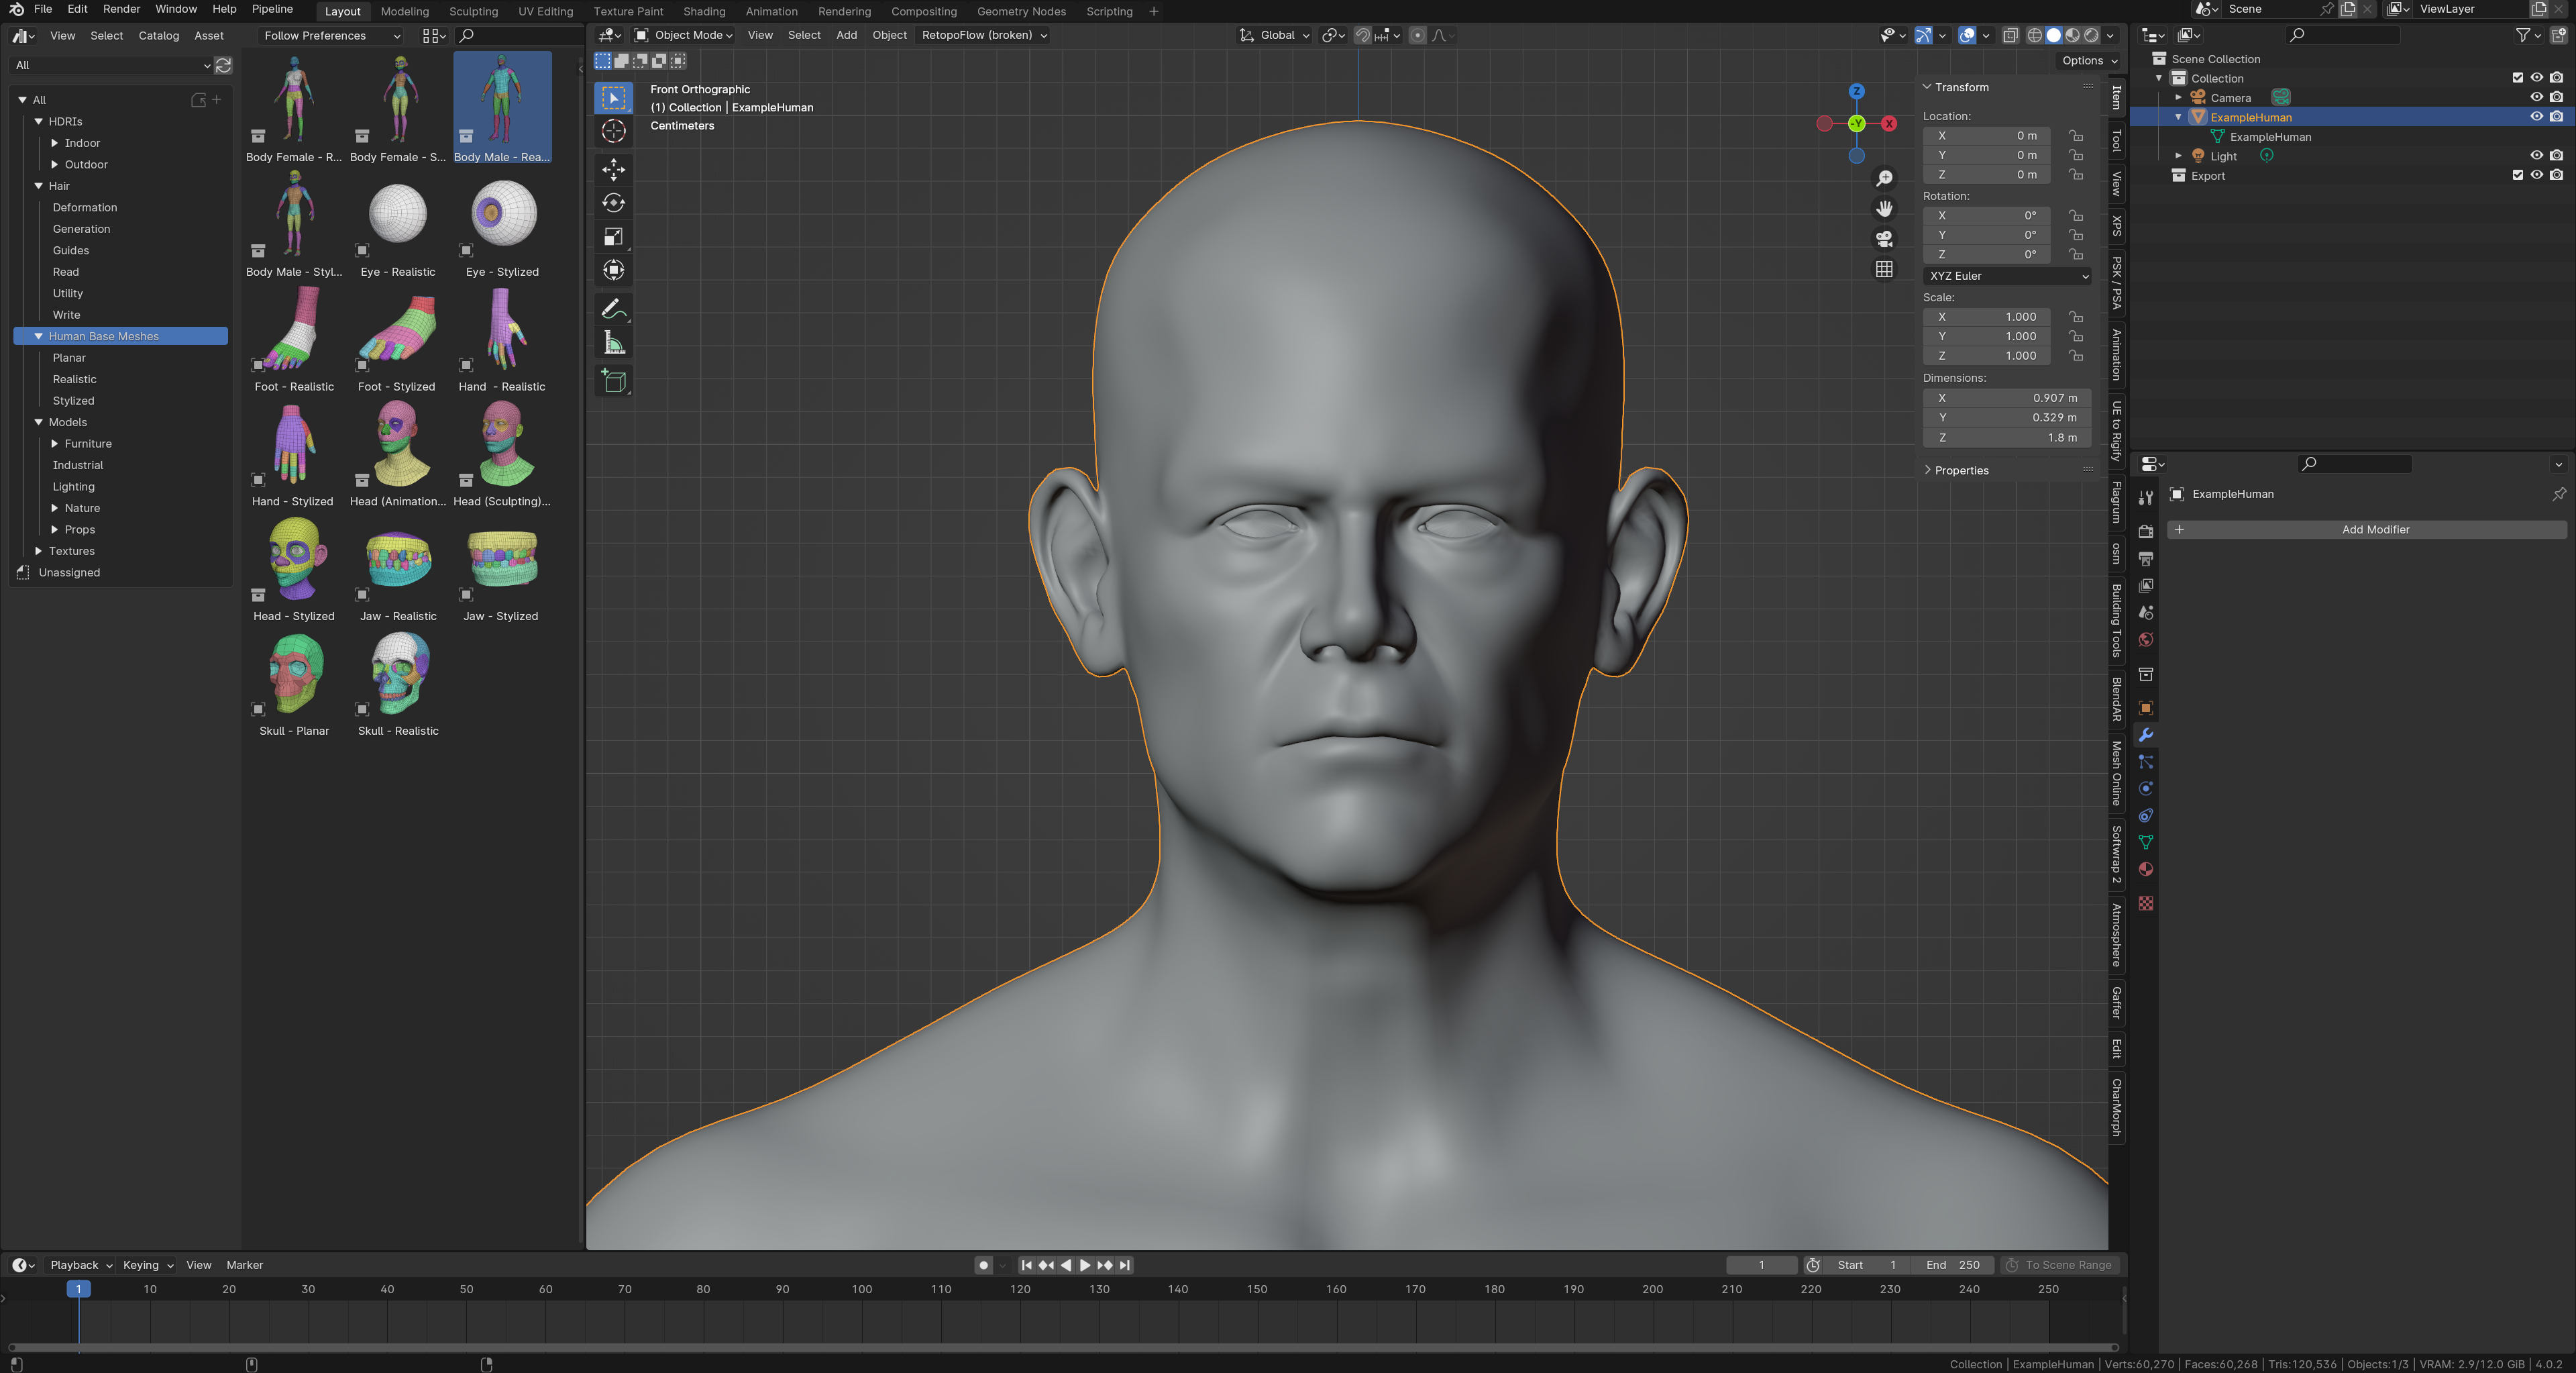 File Edit Render Window Help Pipeline Layout Modeling Sculpting UV Editing Texture Paint Shading Animation Rendering Compositing Geometry Nodes Scripting + Scene ViewLayer
View Select Catalog Asset Follow Preferences
Object Mode View Select Add Object RetopoFlow (broken) Global
All
Options
All
HDRIs
Indoor
Outdoor
Hair
Deformation
Generation
Guides
Read
Utility
Write
Human Base Meshes
Planar
Realistic
Stylized
Models
Furniture
Industrial
Lighting
Nature
Props
Textures
Unassigned
Body Female - R... Body Female - S... Body Male - Rea...
Body Male - Styl... Eye - Realistic Eye - Stylized
Foot - Realistic Foot - Stylized Hand - Realistic
Hand - Stylized Head (Animation... Head (Sculpting)...
Head - Stylized Jaw - Realistic Jaw - Stylized
Skull - Planar Skull - Realistic
Front Orthographic
(1) Collection | ExampleHuman
Centimeters
Z
-Y X
Transform
Location:
X 0 m
Y 0 m
Z 0 m
Rotation:
X 0°
Y 0°
Z 0°
XYZ Euler
Scale:
X 1.000
Y 1.000
Z 1.000
Dimensions:
X 0.907 m
Y 0.329 m
Z 1.8 m
Properties
Item
Tool
View
XPS
PSK / PSA
Animation
UE to Rigify
Flagrum
osm
Building Tools
BlendAR
Mesh Online
Softwrap 2
Atmosphere
Gaffer
Edit
CharMorph
Scene Collection
Collection
Camera
ExampleHuman
ExampleHuman
Light
Export
ExampleHuman
+ Add Modifier
Playback Keying View Marker 1 Start 1 End 250 To Scene Range
1 10 20 30 40 50 60 70 80 90 100 110 120 130 140 150 160 170 180 190 200 210 220 230 240 250
Collection | ExampleHuman | Verts:60,270 | Faces:60,268 | Tris:120,536 | Objects:1/3 | VRAM: 2.9/12.0 GiB | 4.0.2